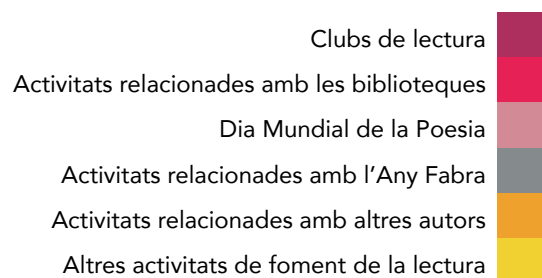 Clubs de lectura
Activitats relacionades amb les biblioteques
Dia Mundial de la Poesia
Activitats relacionades amb l'Any Fabra
Activitats relacionades amb altres autors
Altres activitats de foment de la lectura